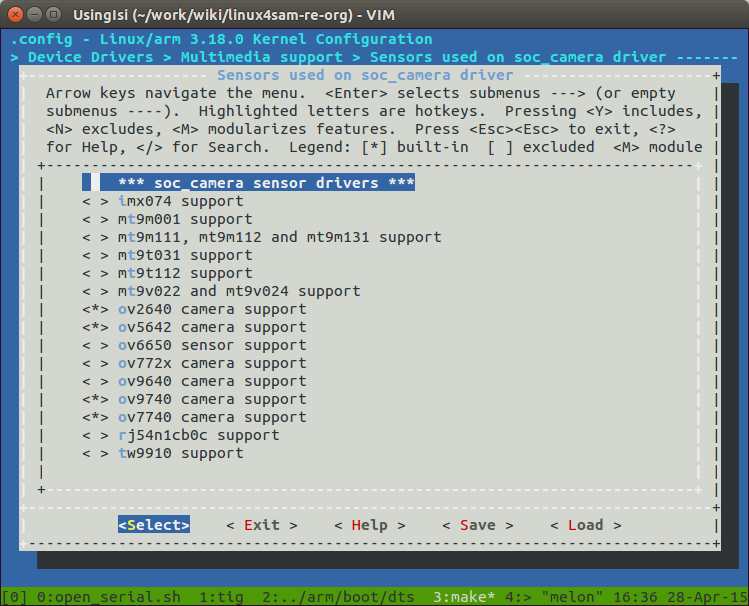 UsingIsi (~/work/wiki/linux4sam-re-org) - VIM
.config - Linux/arm 3.18.0 Kernel Configuration
> Device Drivers > Multimedia support > Sensors used on soc_camera driver -------
Sensors used on soc_camera driver
Arrow keys navigate the menu.  <Enter> selects submenus ---> (or empty
submenus ----).  Highlighted letters are hotkeys.  Pressing <Y> includes,
<N> excludes, <M> modularizes features.  Press <Esc><Esc> to exit, <?>
for Help, </> for Search.  Legend: [*] built-in  [ ] excluded  <M> module
*** soc_camera sensor drivers ***
< > imx074 support
< > mt9m001 support
< > mt9m111, mt9m112 and mt9m131 support
< > mt9t031 support
< > mt9t112 support
< > mt9v022 and mt9v024 support
<*> ov2640 camera support
<*> ov5642 camera support
< > ov6650 sensor support
< > ov772x camera support
< > ov9640 camera support
<*> ov9740 camera support
<*> ov7740 camera support
< > rj54n1cb0c support
< > tw9910 support
<Select>    < Exit >    < Help >    < Save >    < Load >
[0] 0:open_serial.sh  1:tig  2:../arm/boot/dts  3:make* 4:> "melon" 16:36 28-Apr-15